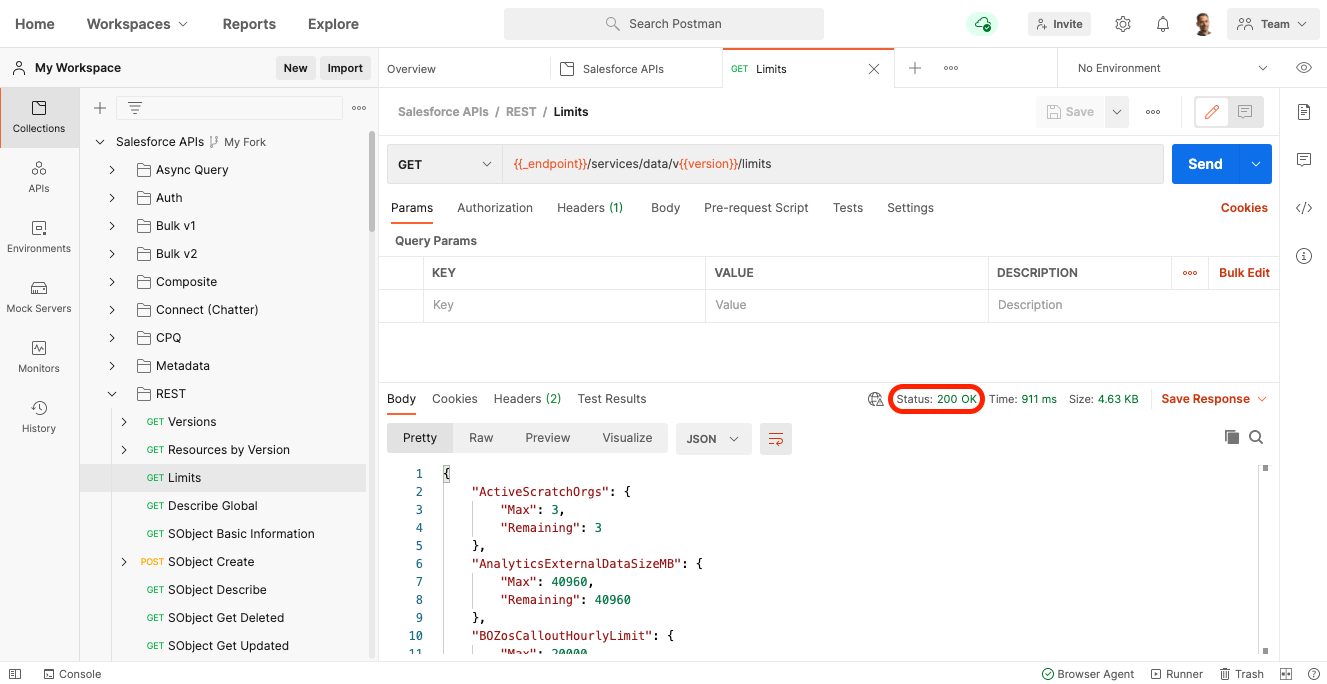 Home Workspaces Reports Explore Search Postman Invite Team
My Workspace New Import Overview Salesforce APIs GET Limits No Environment
Collections
APIs
Environments
Mock Servers
Monitors
History
Salesforce APIs My Fork
Async Query
Auth
Bulk v1
Bulk v2
Composite
Connect (Chatter)
CPQ
Metadata
REST
GET Versions
GET Resources by Version
GET Limits
GET Describe Global
GET SObject Basic Information
POST SObject Create
GET SObject Describe
GET SObject Get Deleted
GET SObject Get Updated
Salesforce APIs / REST / Limits Save
GET {{_endpoint}}/services/data/v{{version}}/limits Send
Params Authorization Headers (1) Body Pre-request Script Tests Settings Cookies
Query Params
KEY VALUE DESCRIPTION Bulk Edit
Key Value Description
Body Cookies Headers (2) Test Results Status: 200 OK Time: 911 ms Size: 4.63 KB Save Response
Pretty Raw Preview Visualize JSON
1 {
2 "ActiveScratchOrgs": {
3 "Max": 3,
4 "Remaining": 3
5 },
6 "AnalyticsExternalDataSizeMB": {
7 "Max": 40960,
8 "Remaining": 40960
9 },
10 "BOZosCalloutHourlyLimit": {
11 "Max": 20000
Console Browser Agent Runner Trash